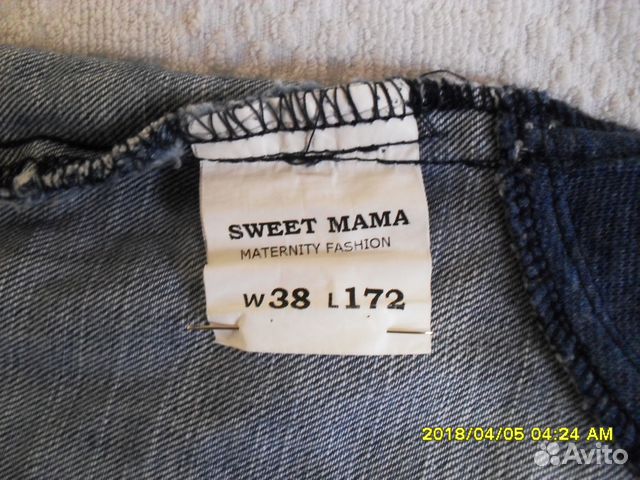 SWEET MAMA
MATERNITY FASHION
W38 L172
2018/04/05 04:24 AM
Avito